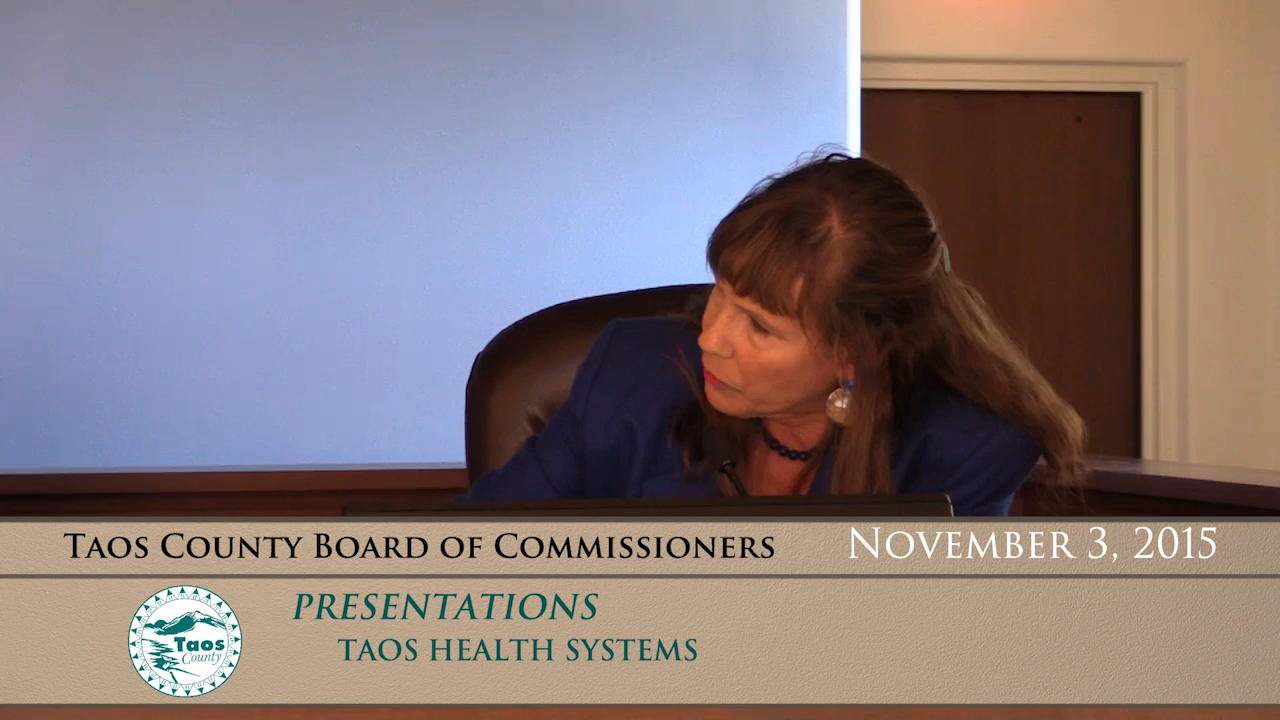 TAOS COUNTY BOARD OF COMMISSIONERS
NOVEMBER 3, 2015
PRESENTATIONS
TAOS HEALTH SYSTEMS
Taos
County